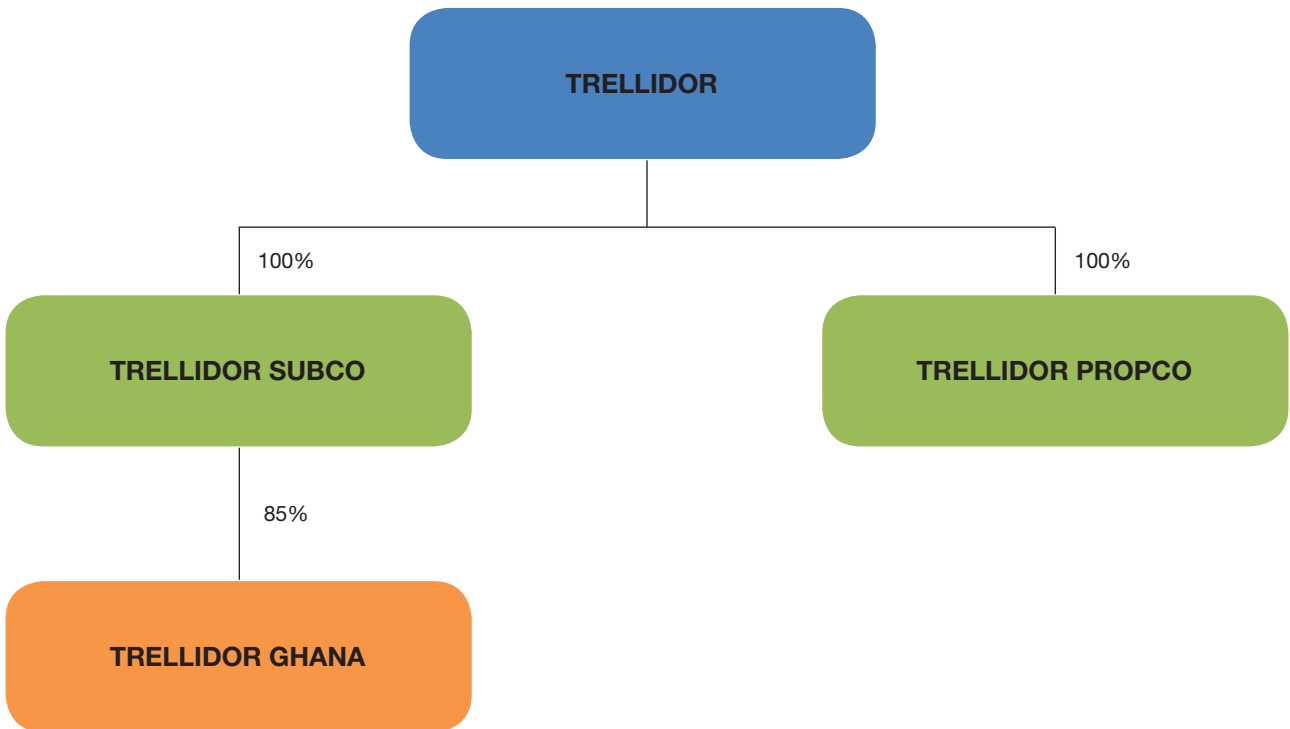 TRELLIDOR
100%
100%
TRELLIDOR SUBCO
TRELLIDOR PROPCO
85%
TRELLIDOR GHANA